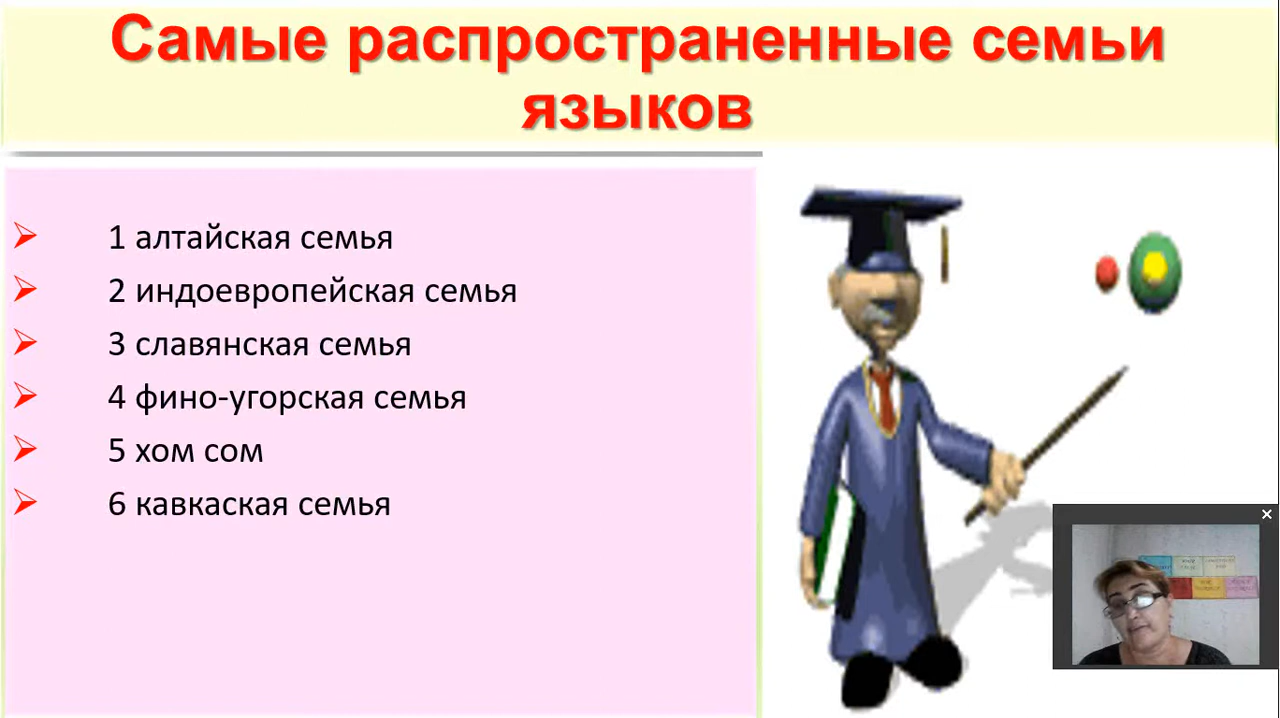 Самые распространенные семьи
языков
1 алтайская семья
2 индоевропейская семья
3 славянская семья
4 фино-угорская семья
5 хом сом
6 кавкаская семья